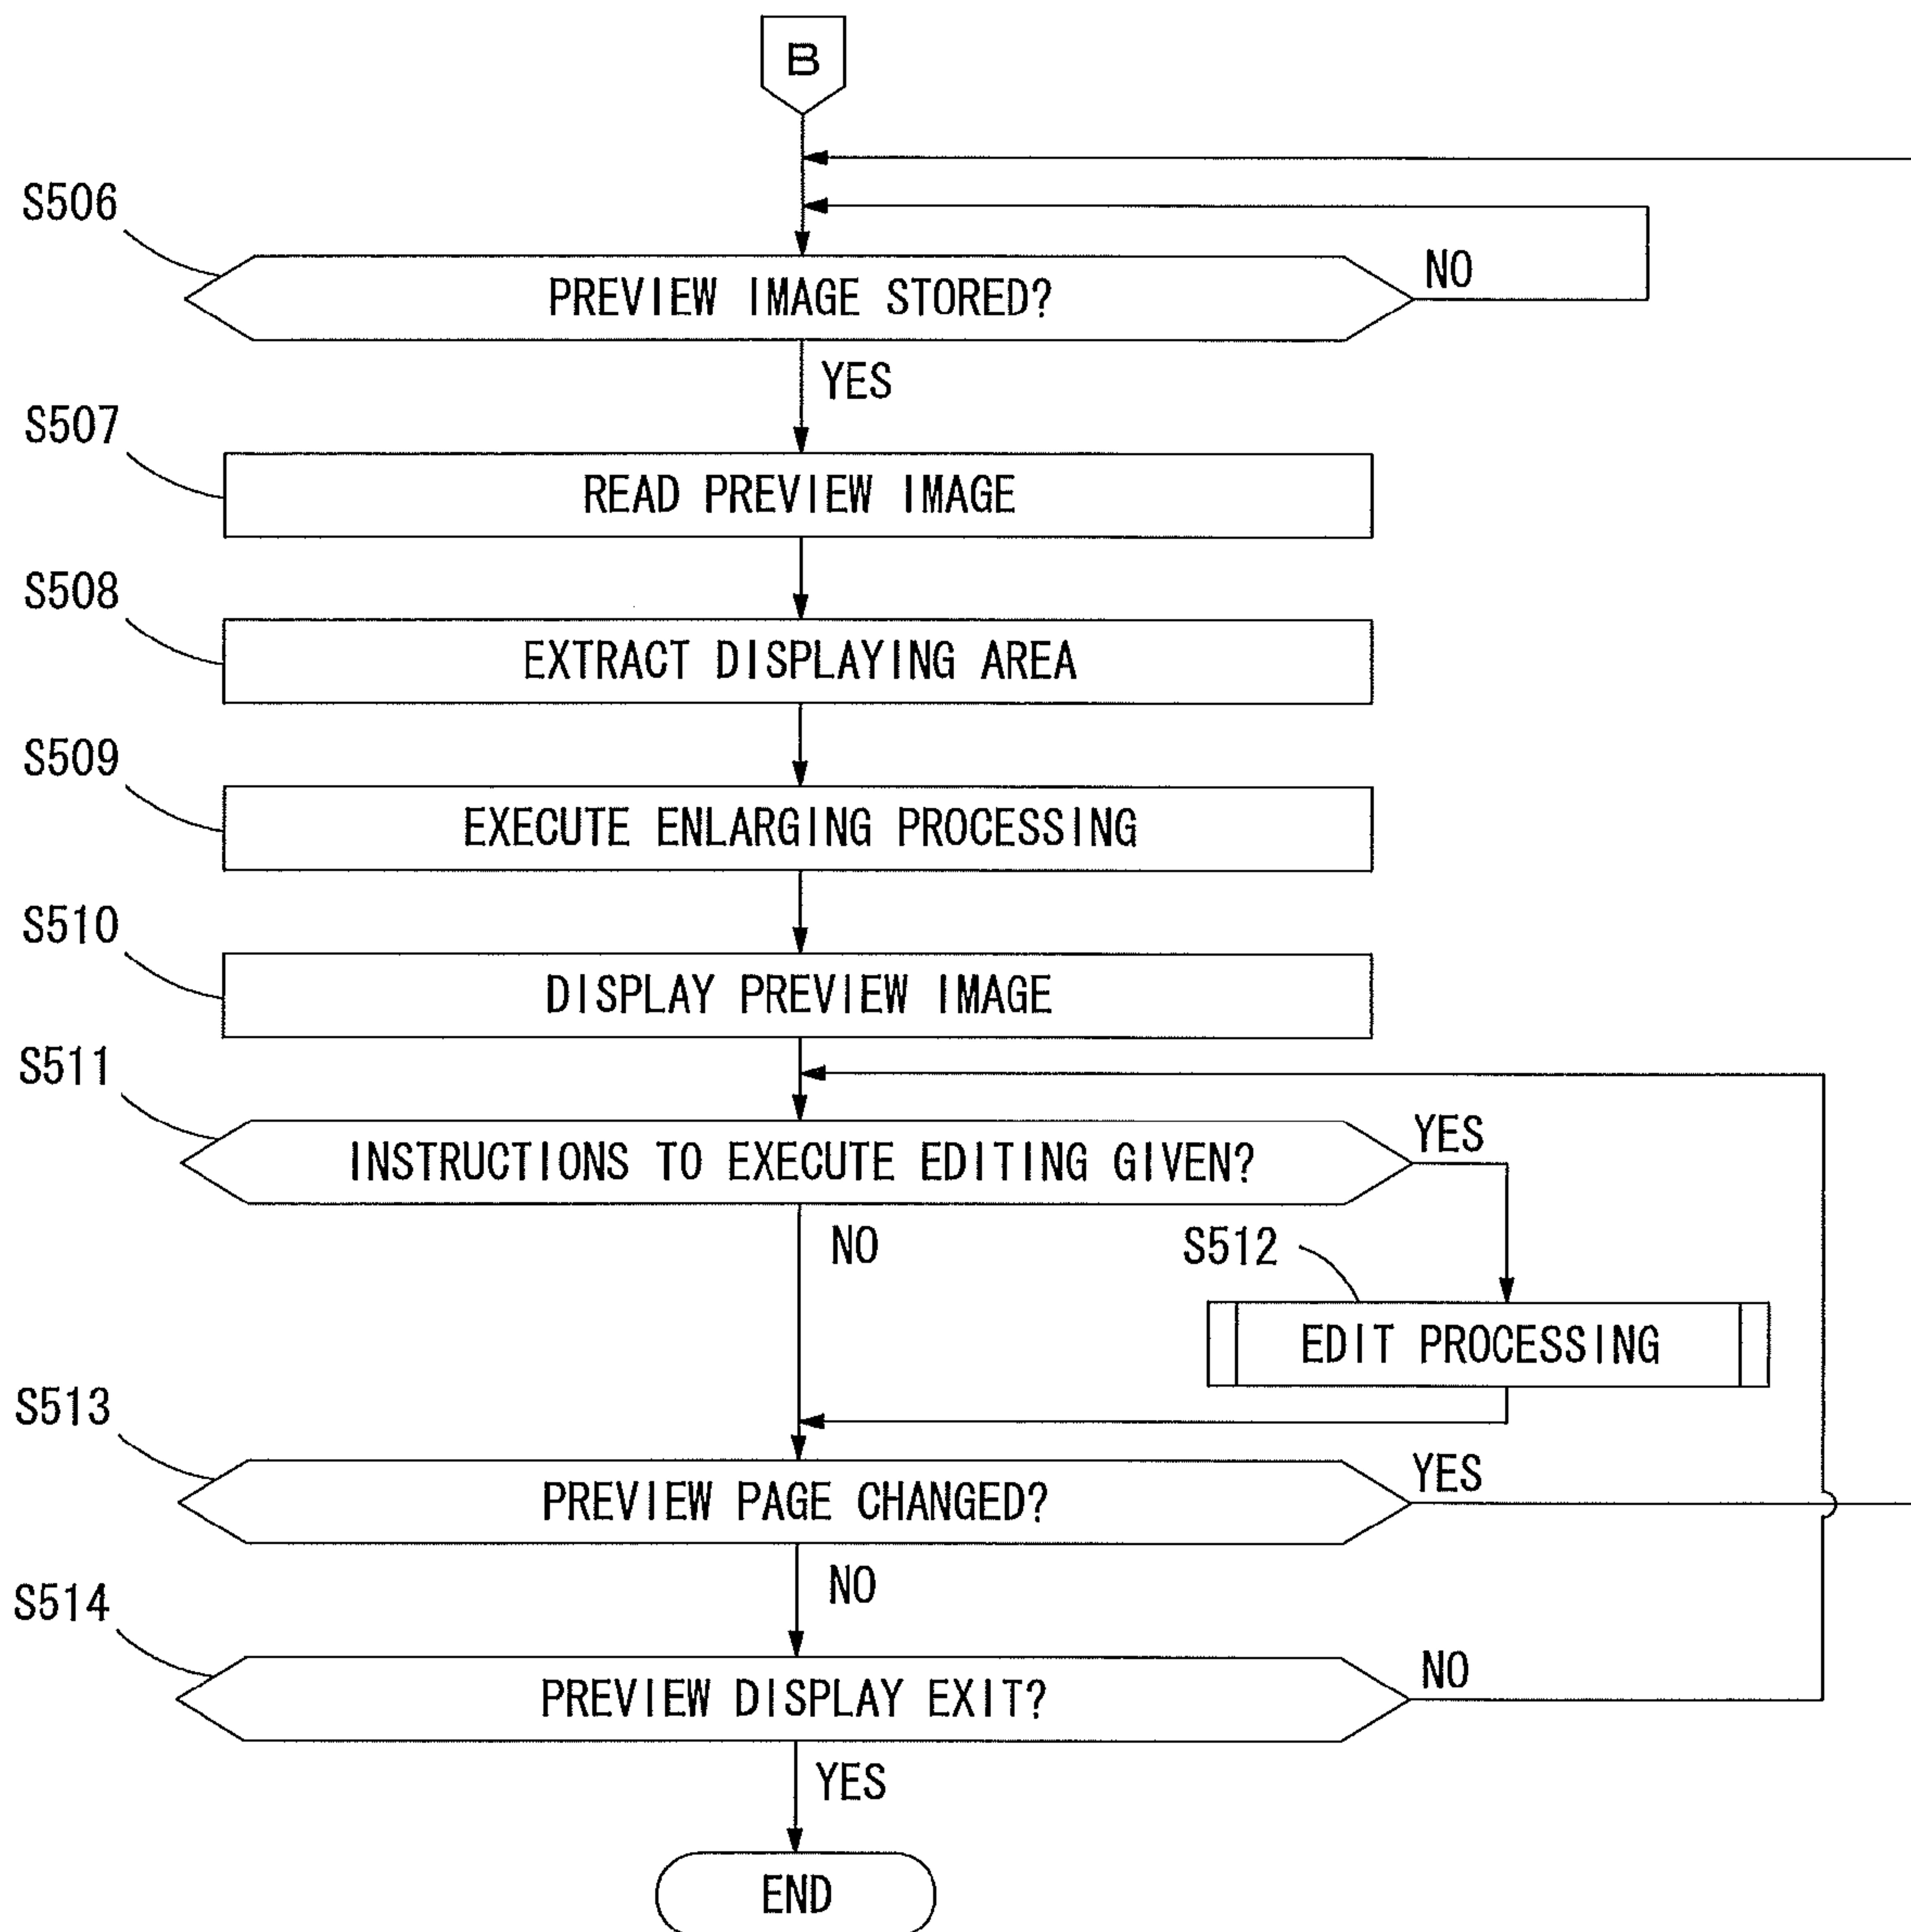 B
S506
PREVIEW IMAGE STORED?
NO
YES
S507
READ PREVIEW IMAGE
S508
EXTRACT DISPLAYING AREA
S509
EXECUTE ENLARGING PROCESSING
S510
DISPLAY PREVIEW IMAGE
S511
INSTRUCTIONS TO EXECUTE EDITING GIVEN?
YES
NO
S512
EDIT PROCESSING
S513
PREVIEW PAGE CHANGED?
YES
NO
S514
PREVIEW DISPLAY EXIT?
NO
YES
END